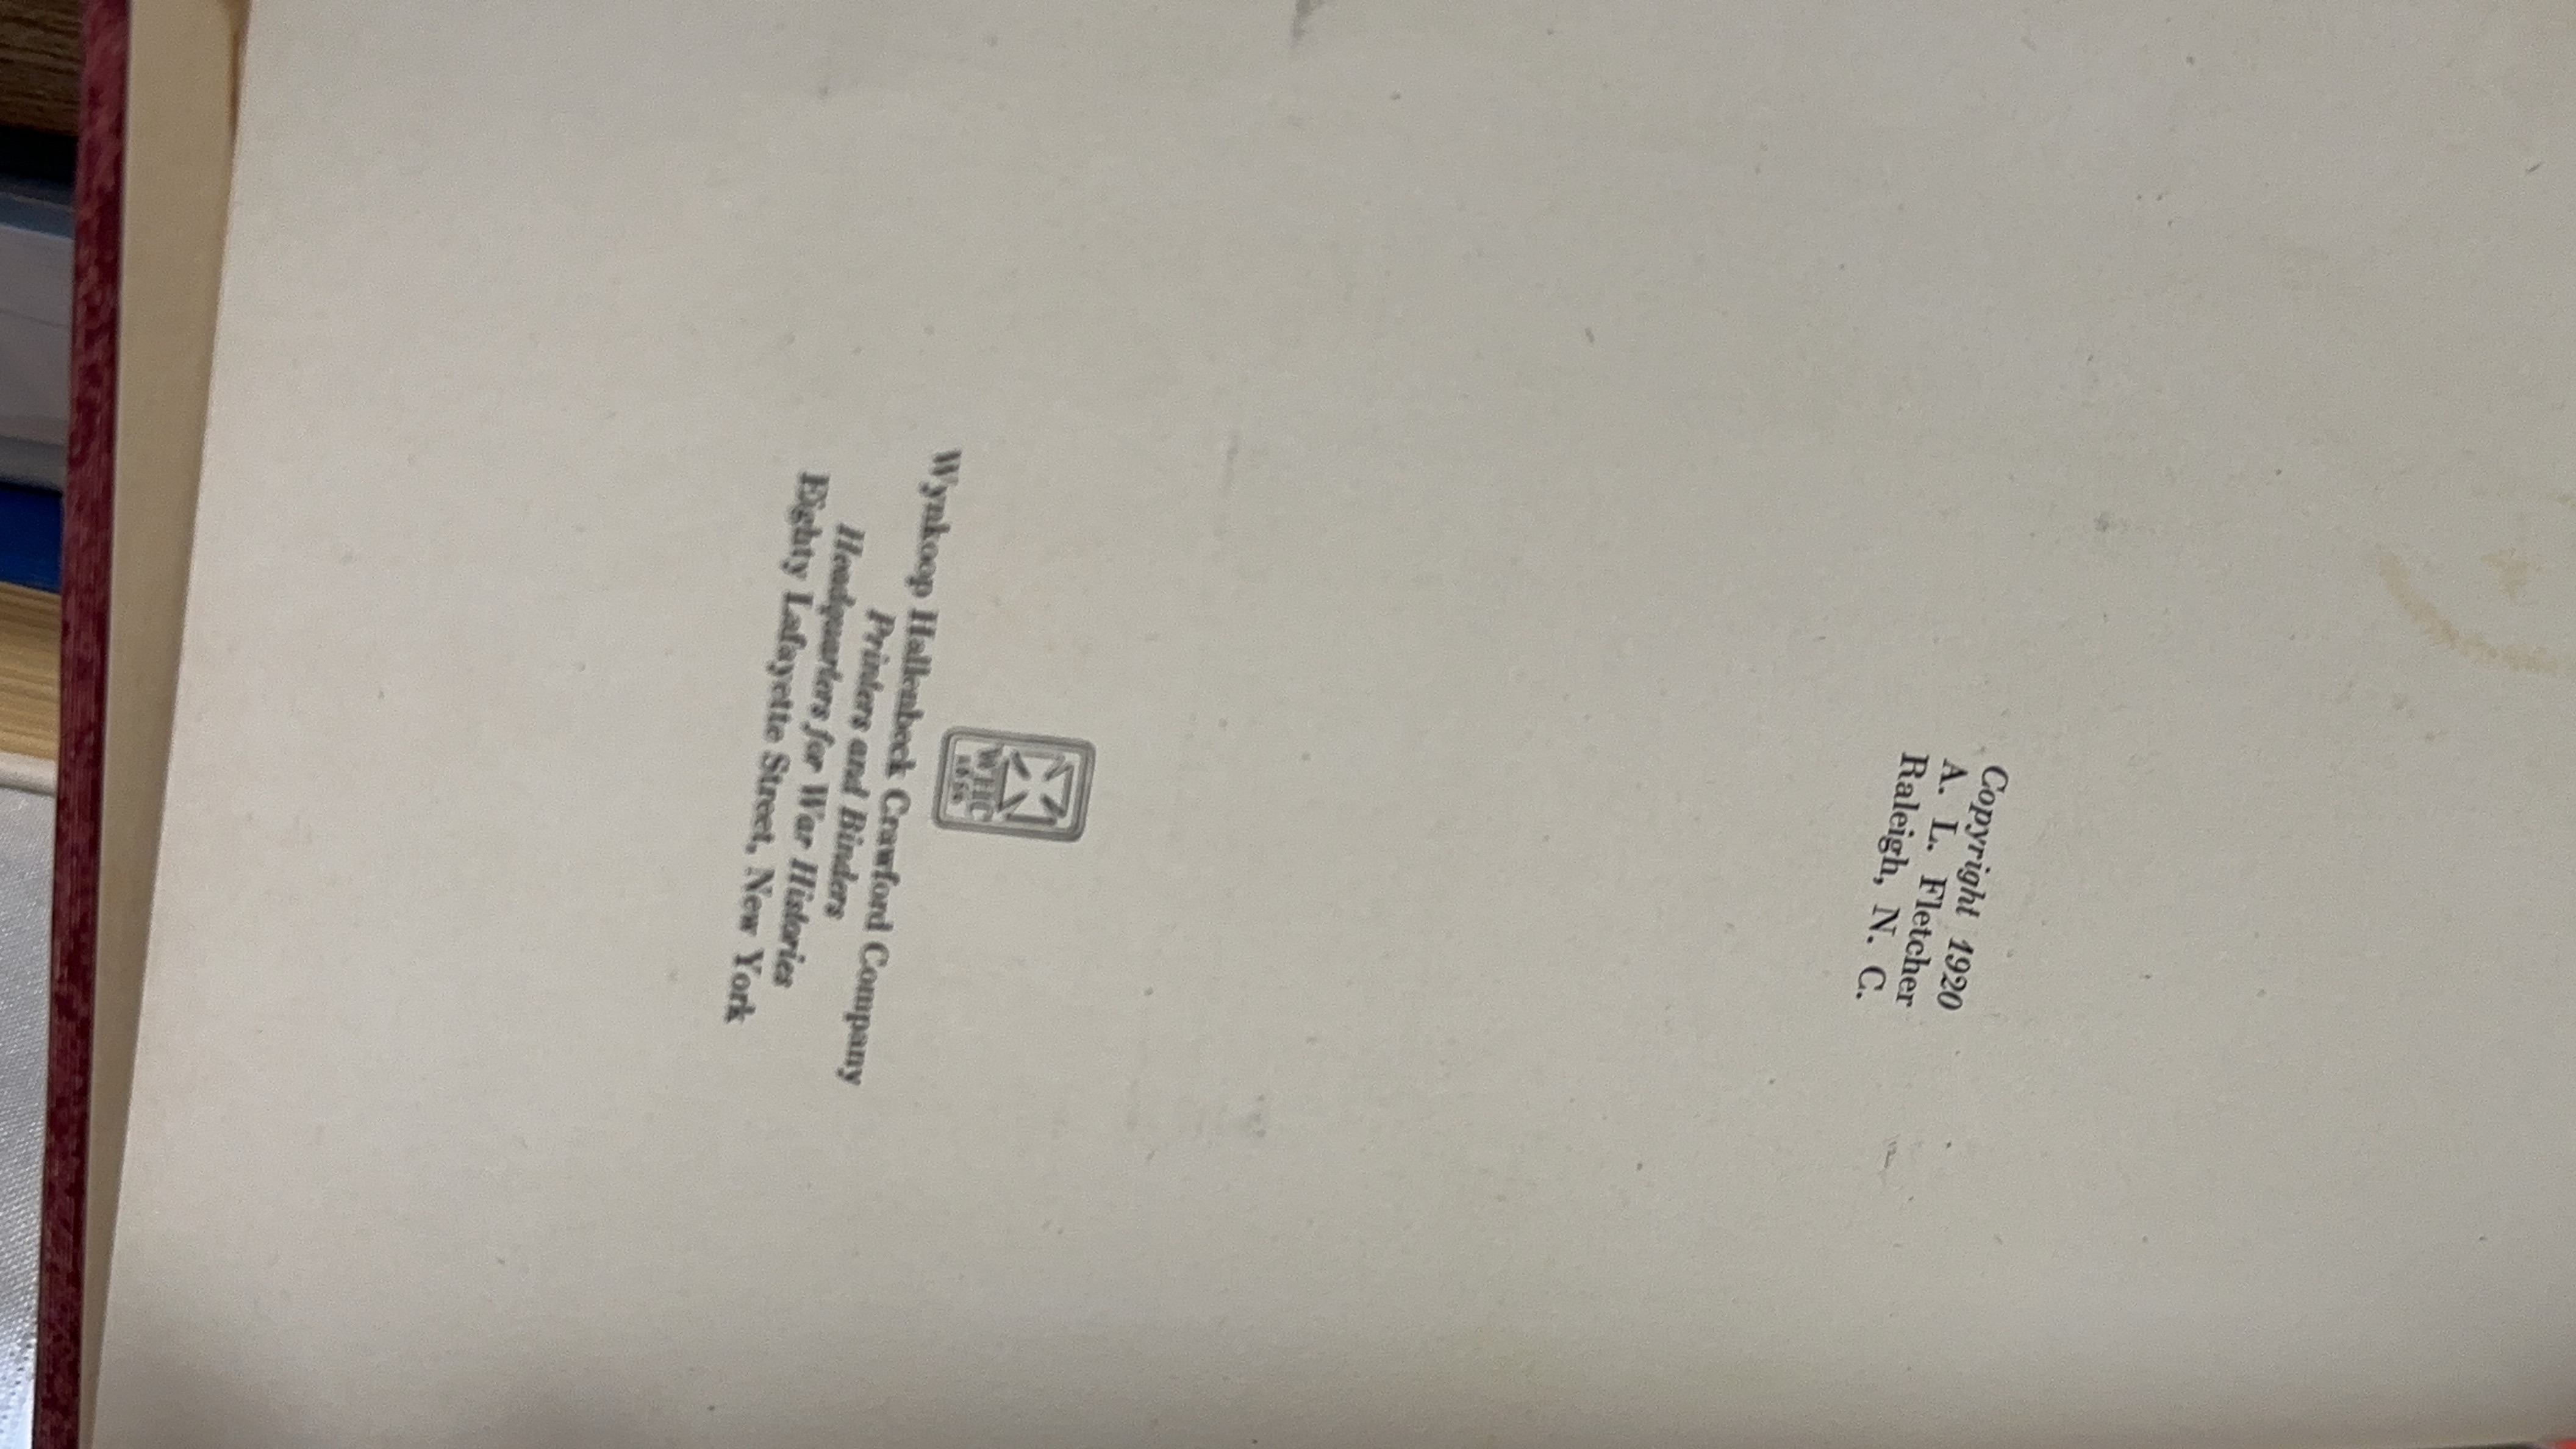 Copyright 1920
A. L. Fletcher
Raleigh, N. C.
WHC
Wynkoop Hallenbeck Crawford Company
Printers and Binders
Headquarters for War Histories
Eighty Lafayette Street, New York